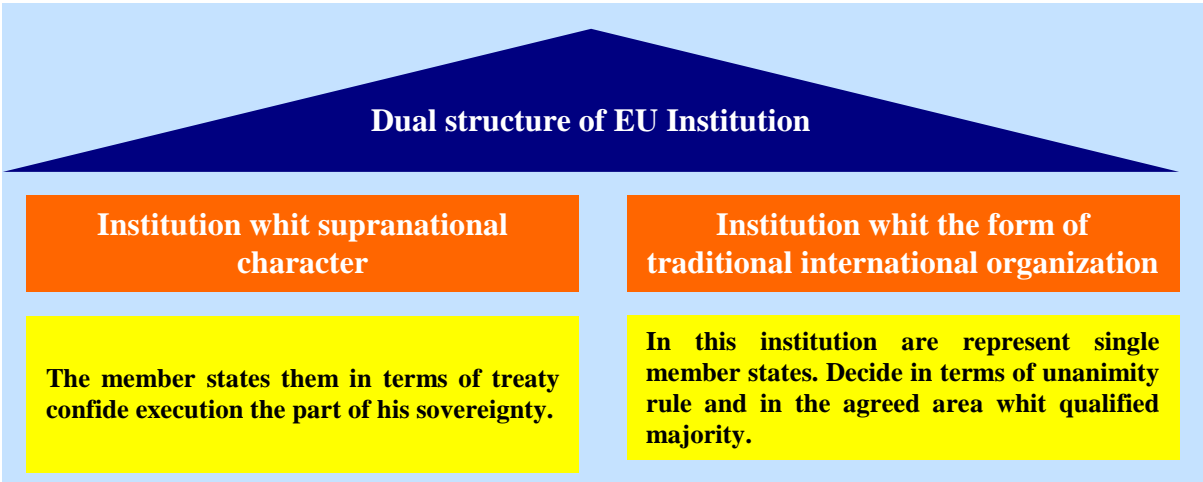 Dual structure of EU Institution
Institution whit supranational
character
Institution whit the form of
traditional international organization
The member states them in terms of treaty
confide execution the part of his sovereignty.
In this institution are represent single
member states. Decide in terms of unanimity
rule and in the agreed area whit qualified
majority.